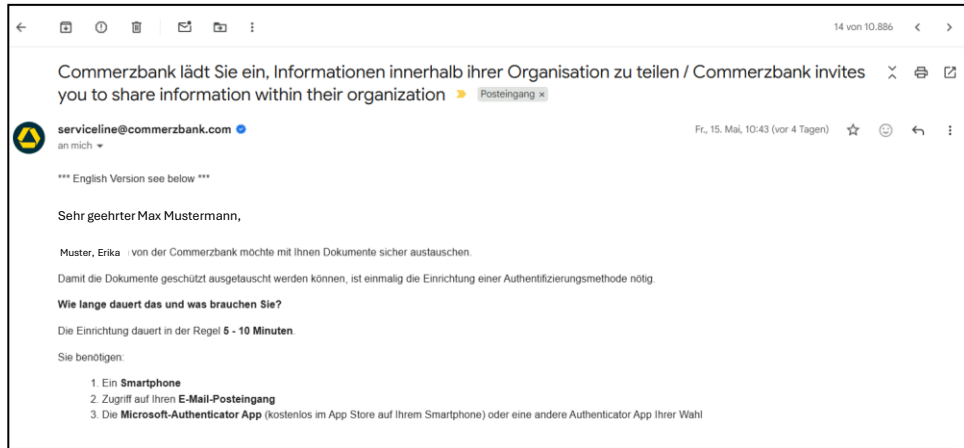 14 von 10.886
Commerzbank lädt Sie ein, Informationen innerhalb ihrer Organisation zu teilen / Commerzbank invites
you to share information within their organization Posteingang ×
serviceline@commerzbank.com Fr., 15. Mai, 10:43 (vor 4 Tagen)
an mich
*** English Version see below ***
Sehr geehrter Max Mustermann,
Muster, Erika von der Commerzbank möchte mit Ihnen Dokumente sicher austauschen.
Damit die Dokumente geschützt ausgetauscht werden können, ist einmalig die Einrichtung einer Authentifizierungsmethode nötig.
Wie lange dauert das und was brauchen Sie?
Die Einrichtung dauert in der Regel 5 - 10 Minuten.
Sie benötigen:
1. Ein Smartphone
2. Zugriff auf Ihren E-Mail-Posteingang
3. Die Microsoft-Authenticator App (kostenlos im App Store auf Ihrem Smartphone) oder eine andere Authenticator App Ihrer Wahl